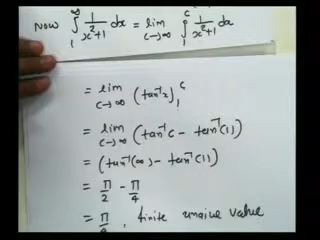 Now ∫₁^∞ 1/(x²+1) dx = lim_{c→∞} ∫₁^c 1/(x²+1) dx
= lim_{c→∞} (tan⁻¹x)₁^c
= lim_{c→∞} (tan⁻¹c - tan⁻¹(1))
= (tan⁻¹(∞) - tan⁻¹(1))
= π/2 - π/4
= π/4, finite unique value